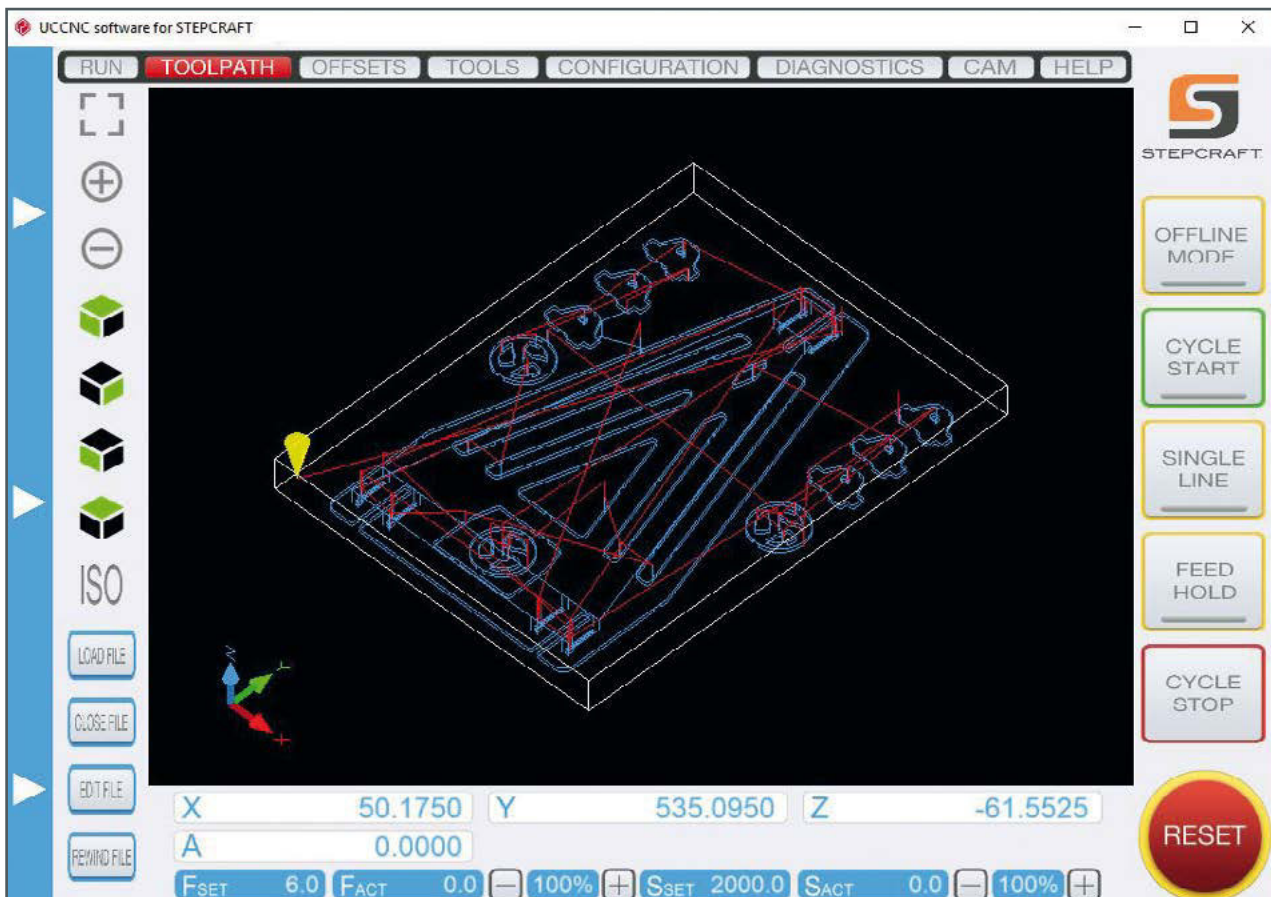 UCCNC software for STEPCRAFT
RUN TOOLPATH OFFSETS TOOLS CONFIGURATION DIAGNOSTICS CAM HELP
STEPCRAFT
OFFLINE
MODE
CYCLE
START
SINGLE
LINE
FEED
HOLD
CYCLE
STOP
RESET
ISO
LOAD FILE
CLOSE FILE
EDIT FILE
REWIND FILE
Z
Y
X
X 50.1750 Y 535.0950 Z -61.5525
A 0.0000
FSET 6.0 FACT 0.0 100% SSET 2000.0 SACT 0.0 100%